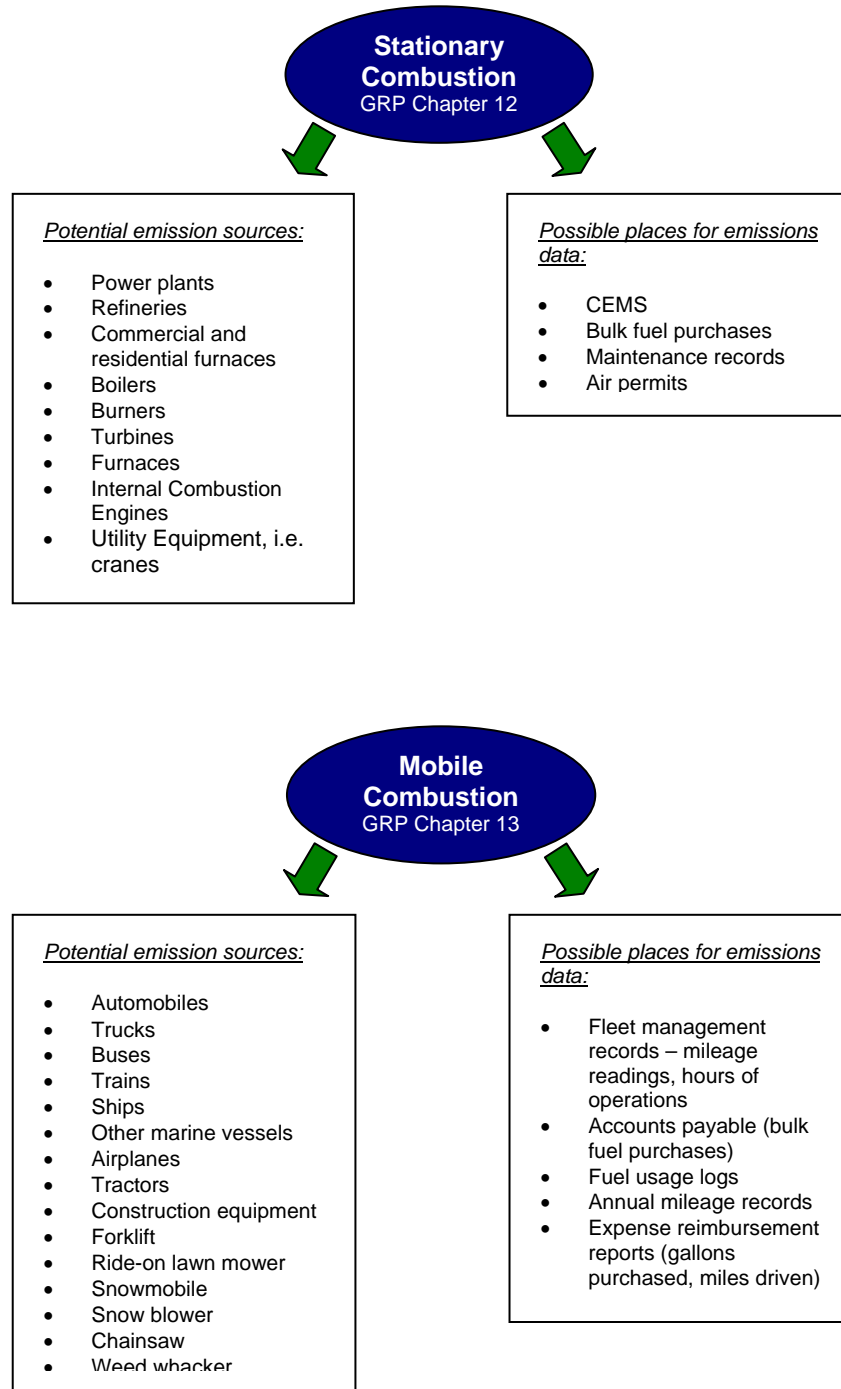 Stationary
Combustion
GRP Chapter 12
Potential emission sources:
• Power plants
• Refineries
• Commercial and
residential furnaces
• Boilers
• Burners
• Turbines
• Furnaces
• Internal Combustion
Engines
• Utility Equipment, i.e.
cranes
Possible places for emissions
data:
• CEMS
• Bulk fuel purchases
• Maintenance records
• Air permits
Mobile
Combustion
GRP Chapter 13
Potential emission sources:
• Automobiles
• Trucks
• Buses
• Trains
• Ships
• Other marine vessels
• Airplanes
• Tractors
• Construction equipment
• Forklift
• Ride-on lawn mower
• Snowmobile
• Snow blower
• Chainsaw
• Weed whacker
Possible places for emissions
data:
• Fleet management
records – mileage
readings, hours of
operations
• Accounts payable (bulk
fuel purchases)
• Fuel usage logs
• Annual mileage records
• Expense reimbursement
reports (gallons
purchased, miles driven)